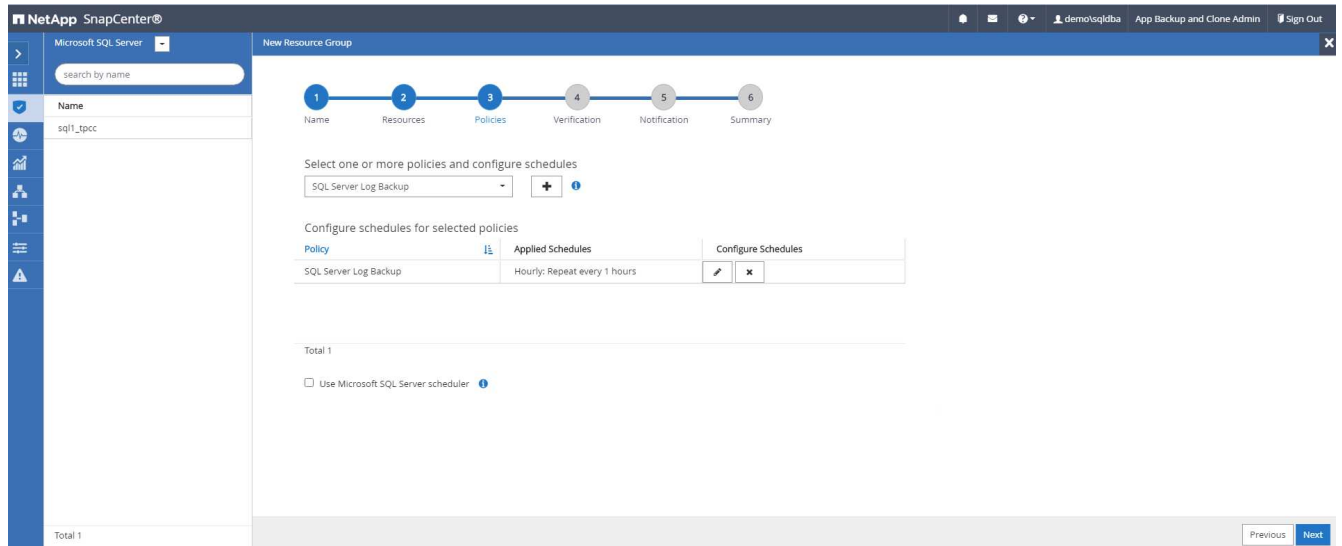 NetApp SnapCenter®
demo\sqldba App Backup and Clone Admin Sign Out
Microsoft SQL Server
New Resource Group
search by name
Name
sql1_tpcc
1 2 3 4 5 6
Name Resources Policies Verification Notification Summary
Select one or more policies and configure schedules
SQL Server Log Backup
Configure schedules for selected policies
Policy Applied Schedules Configure Schedules
SQL Server Log Backup Hourly: Repeat every 1 hours
Total 1
Use Microsoft SQL Server scheduler
Total 1
Previous Next